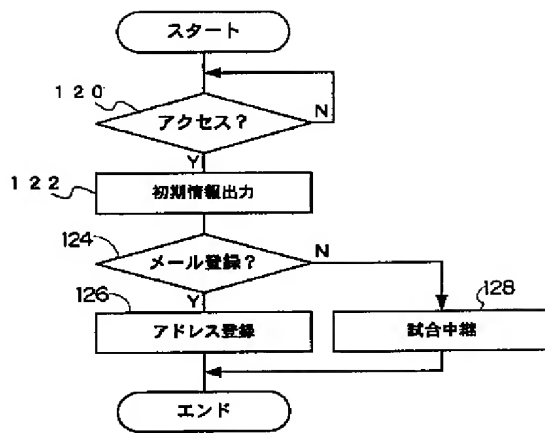 スタート
120
アクセス?
N
Y
122
初期情報出力
124
メール登録?
N
Y
126
アドレス登録
128
試合中継
エンド